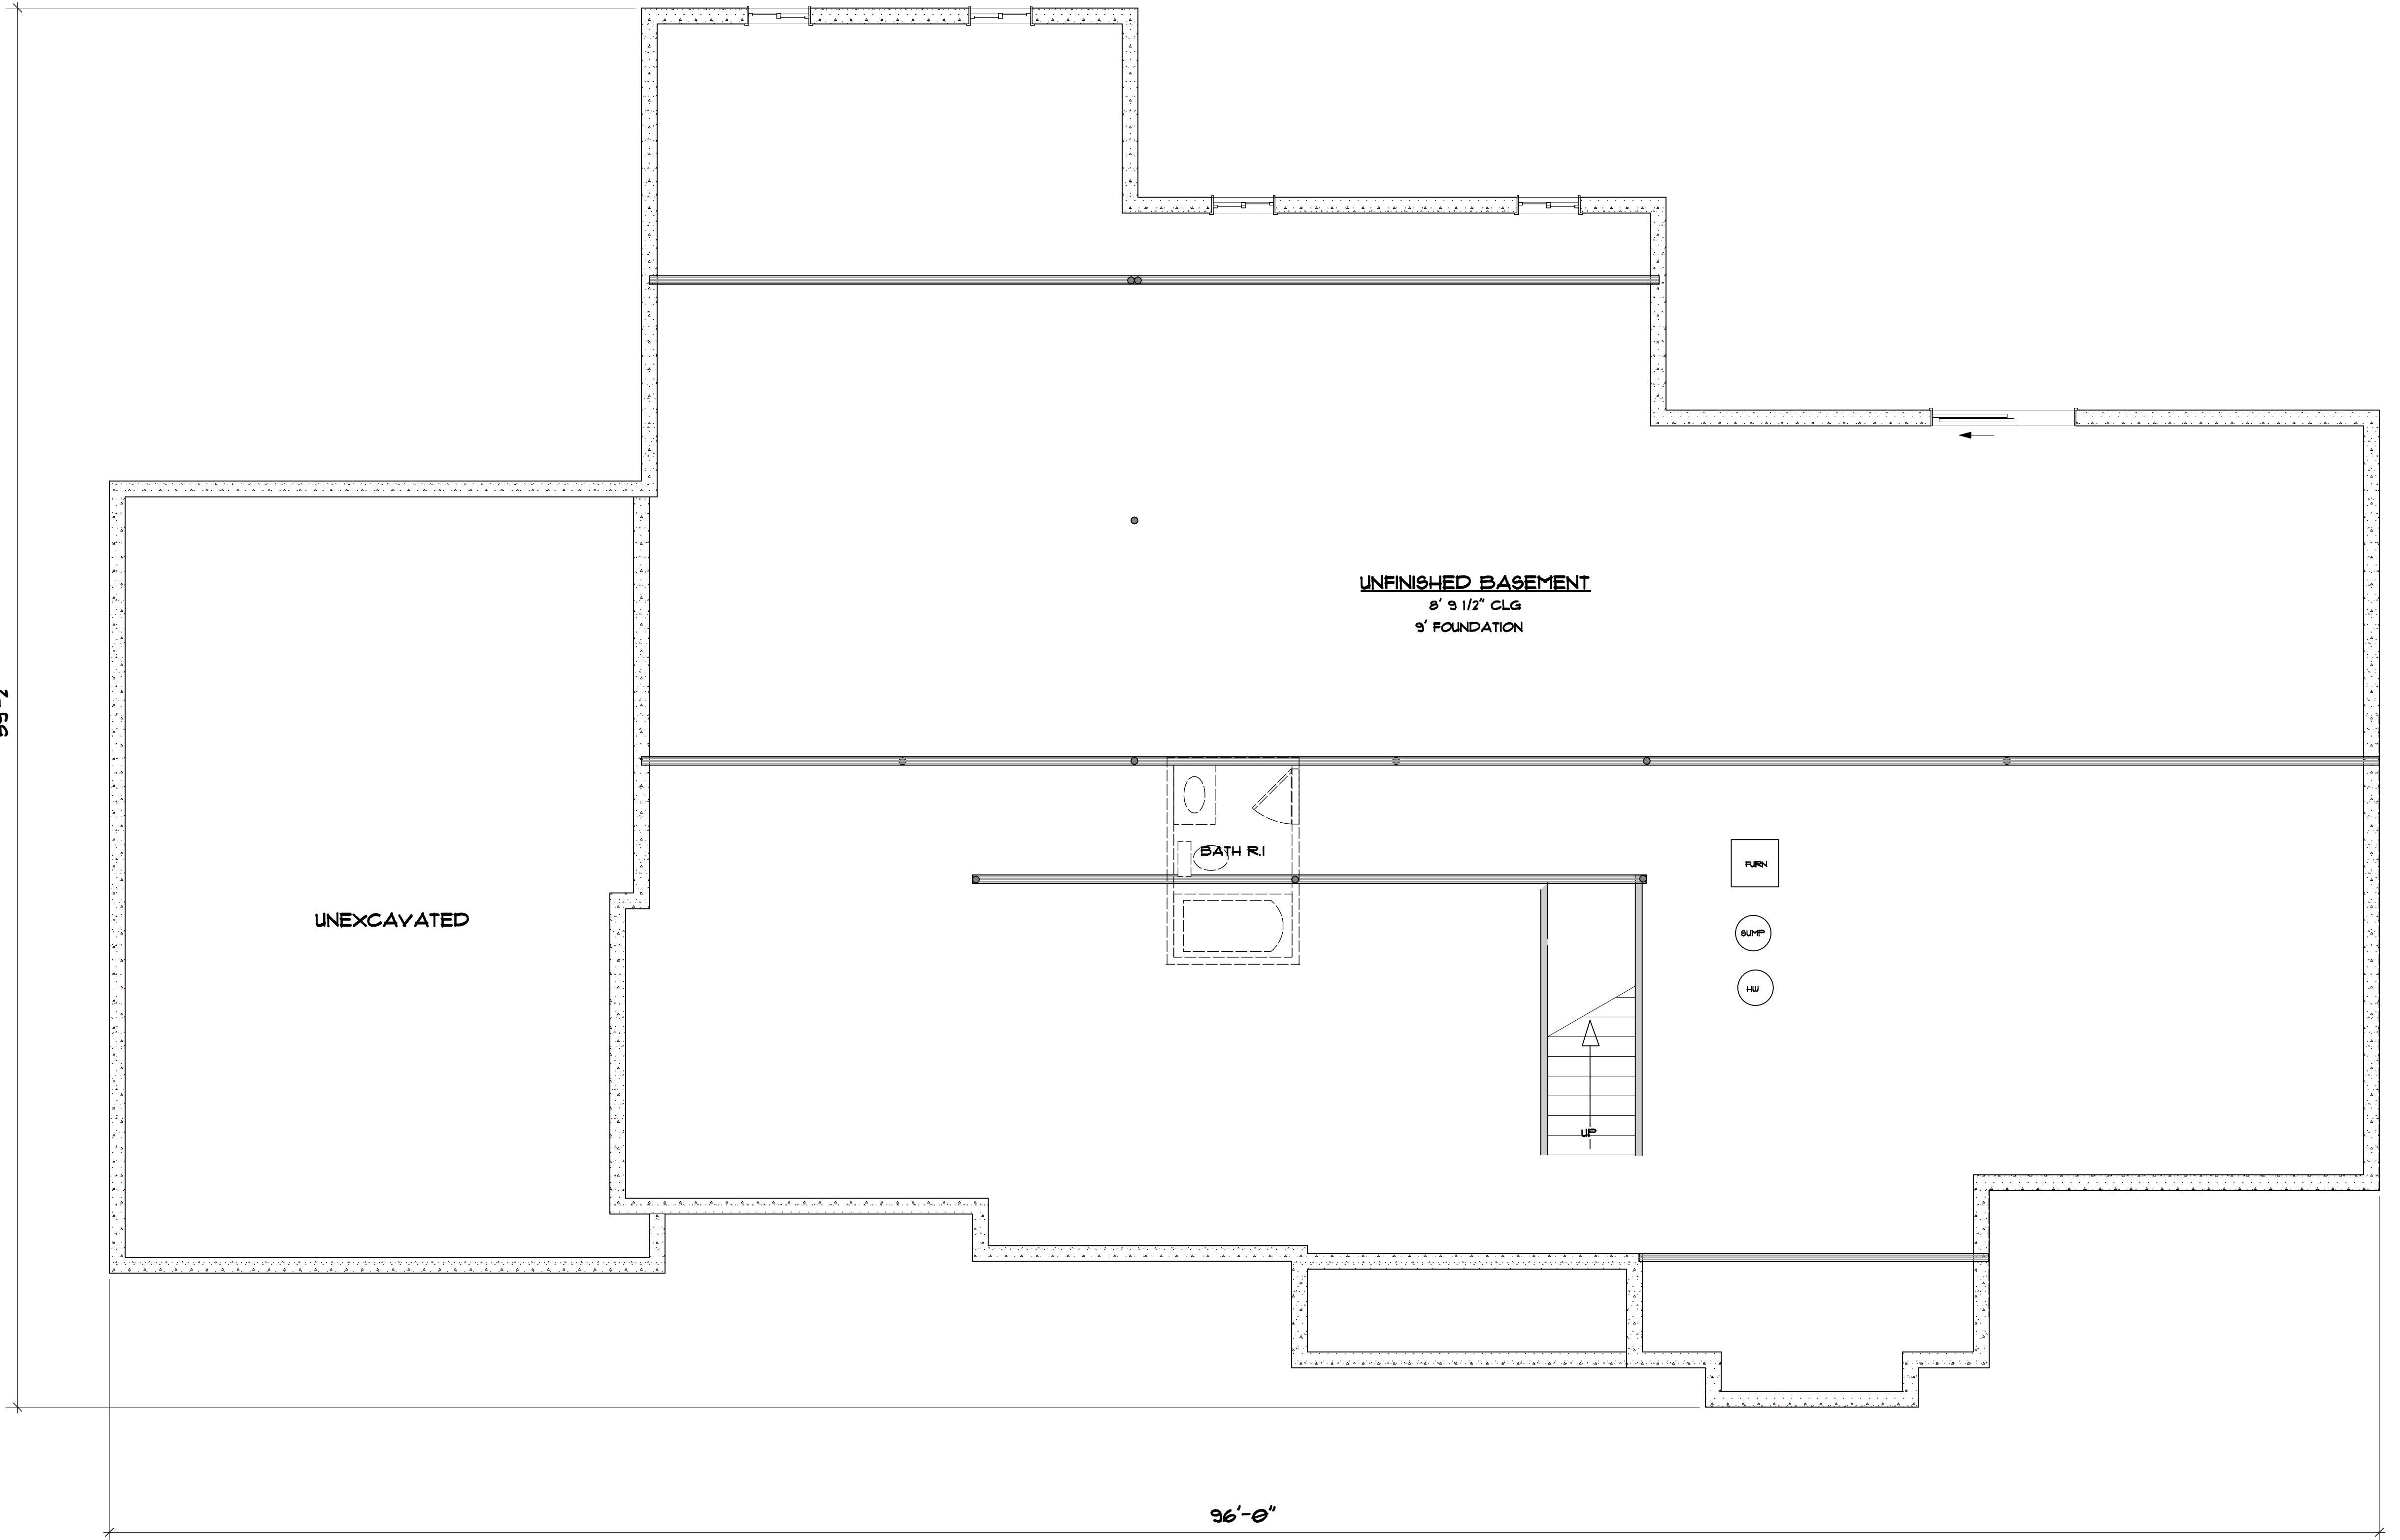 UNFINISHED BASEMENT
8' 9 1/2" CLG
9' FOUNDATION
BATH R.I
FURN
SUMP
HW
UNEXCAVATED
UP
96'-0"